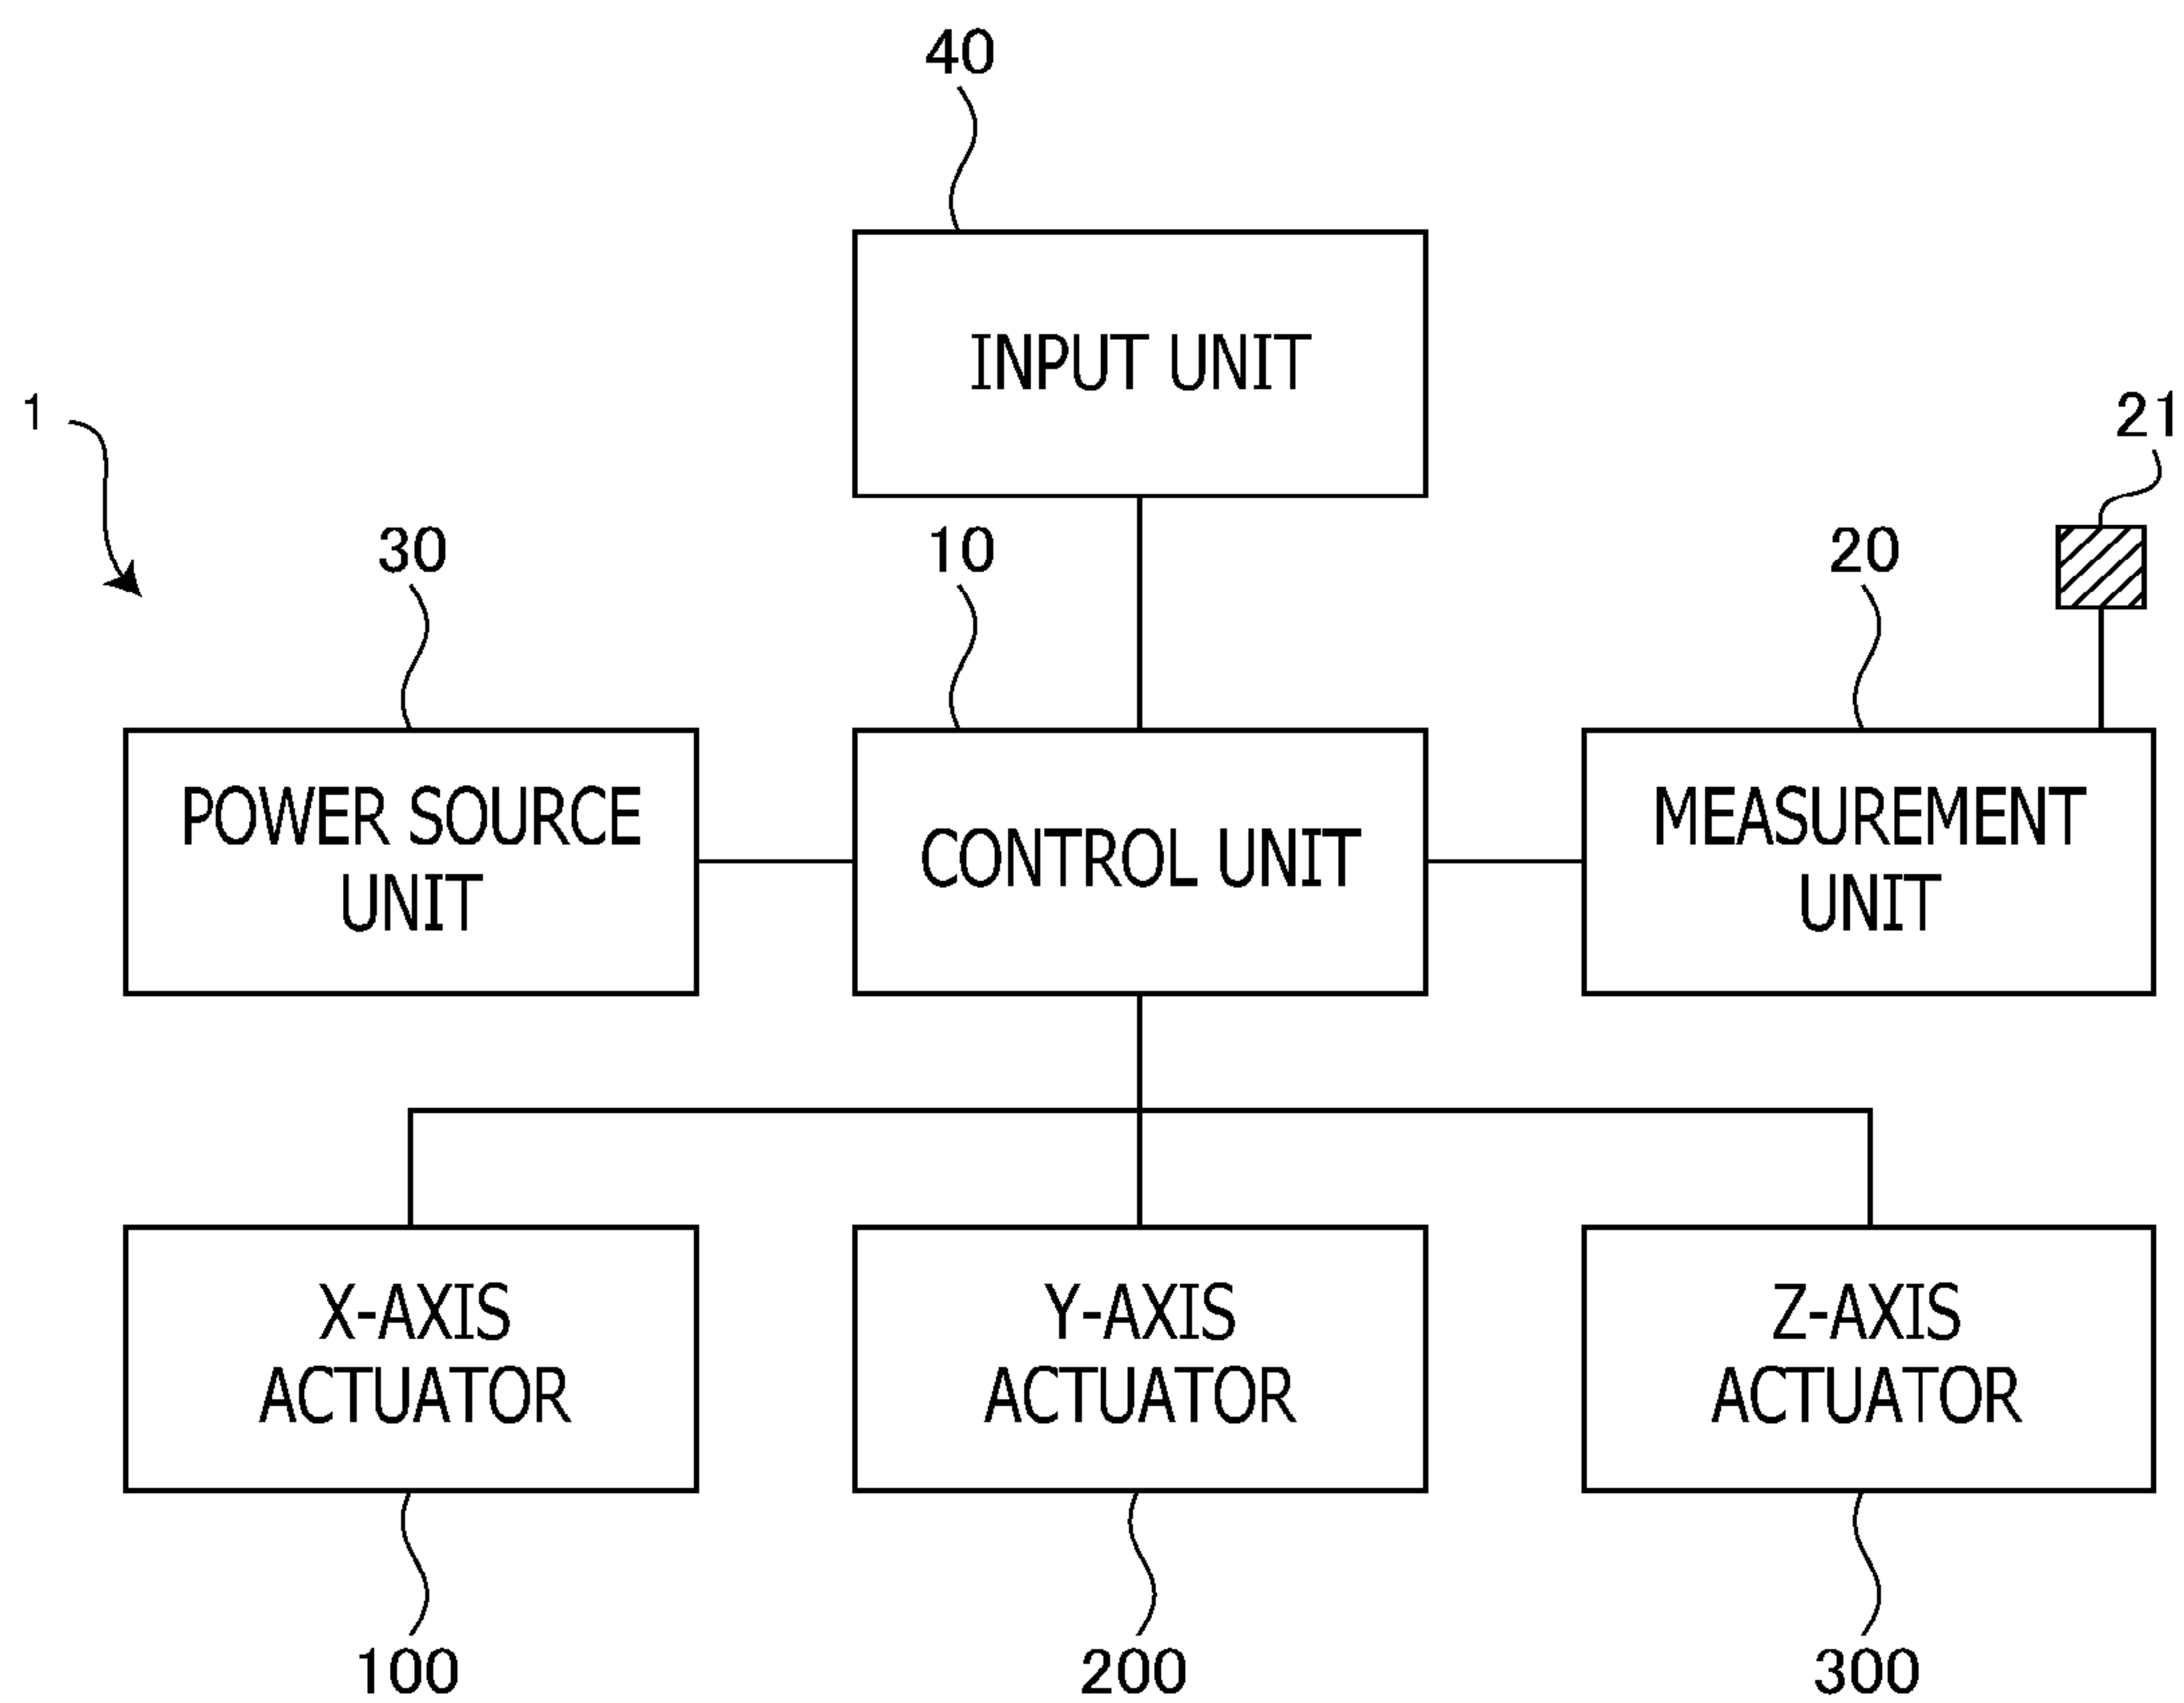 40
INPUT UNIT
1
21
30
10
20
POWER SOURCE
UNIT
CONTROL UNIT
MEASUREMENT
UNIT
X-AXIS
ACTUATOR
Y-AXIS
ACTUATOR
Z-AXIS
ACTUATOR
100
200
300